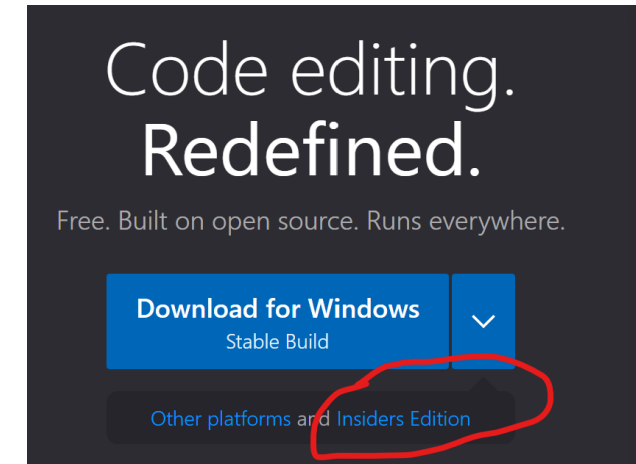 Code editing.
Redefined.
Free. Built on open source. Runs everywhere.
Download for Windows
Stable Build
Other platforms and Insiders Edition